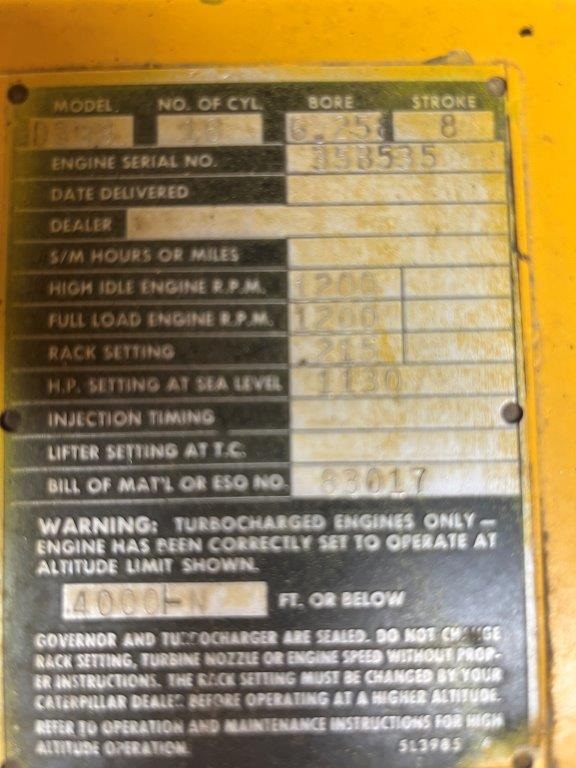 MODEL NO. OF CYL. BORE STROKE
16 8
ENGINE SERIAL NO. 35B535
DATE DELIVERED
DEALER
S/M HOURS OR MILES
HIGH IDLE ENGINE R.P.M. 1200
FULL LOAD ENGINE R.P.M. 1200
RACK SETTING
H.P. SETTING AT SEA LEVEL 1130
INJECTION TIMING
LIFTER SETTING AT T.C.
BILL OF MAT'L OR ESO NO. 83017
WARNING: TURBOCHARGED ENGINES ONLY —
ENGINE HAS BEEN CORRECTLY SET TO OPERATE AT
ALTITUDE LIMIT SHOWN.
4000-N FT. OR BELOW
GOVERNOR AND TURBOCHARGER ARE SEALED. DO NOT CHANGE
RACK SETTING, TURBINE NOZZLE OR ENGINE SPEED WITHOUT PROP-
ER INSTRUCTIONS. THE RACK SETTING MUST BE CHANGED BY YOUR
CATERPILLAR DEALER BEFORE OPERATING AT A HIGHER ALTITUDE.
REFER TO OPERATION AND MAINTENANCE INSTRUCTIONS FOR HIGH
ALTITUDE OPERATION. 5L3985